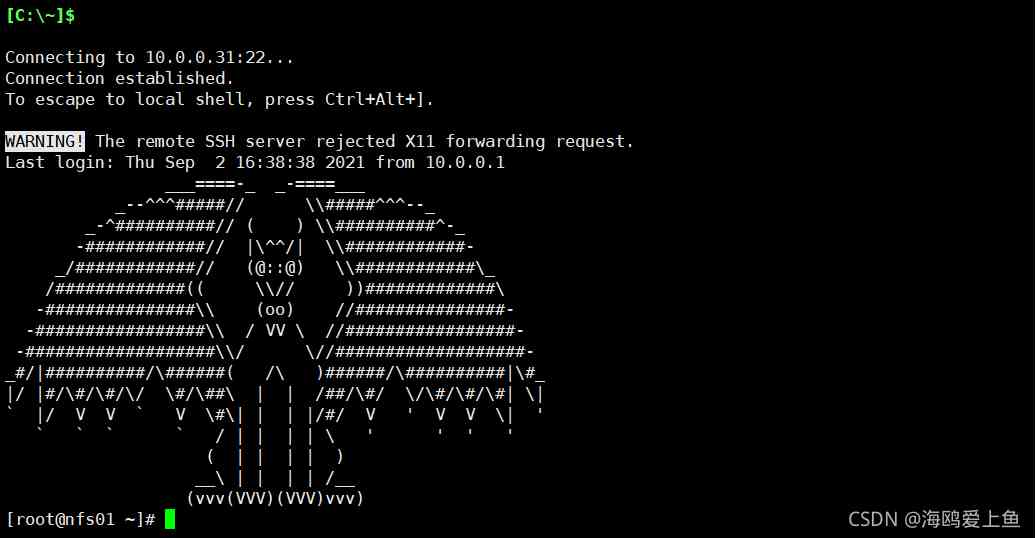 [C:\~]$
Connecting to 10.0.0.31:22...
Connection established.
To escape to local shell, press Ctrl+Alt+].
WARNING! The remote SSH server rejected X11 forwarding request.
Last login: Thu Sep  2 16:38:38 2021 from 10.0.0.1
                ___====-_  _-====___
           _--^^^#####//      \\#####^^^--_
        _-^##########// (    ) \\##########^-_
       -############//  |\^^/|  \\############-
     _/############//   (@::@)   \\############\_
    /#############((     \\//     ))#############\
   -###############\\    (oo)    //###############-
  -#################\\  / VV \  //#################-
 -###################\\/      \//###################-
_#/|##########/\######(   /\   )######/\##########|\#_
|/ |#/\#/\#/\/  \#/\##\  |  |  /##/\#/  \/\#/\#/\#| \|
`  |/  V  V  `   V  \#\| |  | |/#/  V   '  V  V  \|  '
   `   `  `      `   / | |  | | \   '      '  '   '
                    (  | |  | |  )
                   __\ | |  | | /__
                  (vvv(VVV)(VVV)vvv)
[root@nfs01 ~]#
CSDN @海鸥爱上鱼